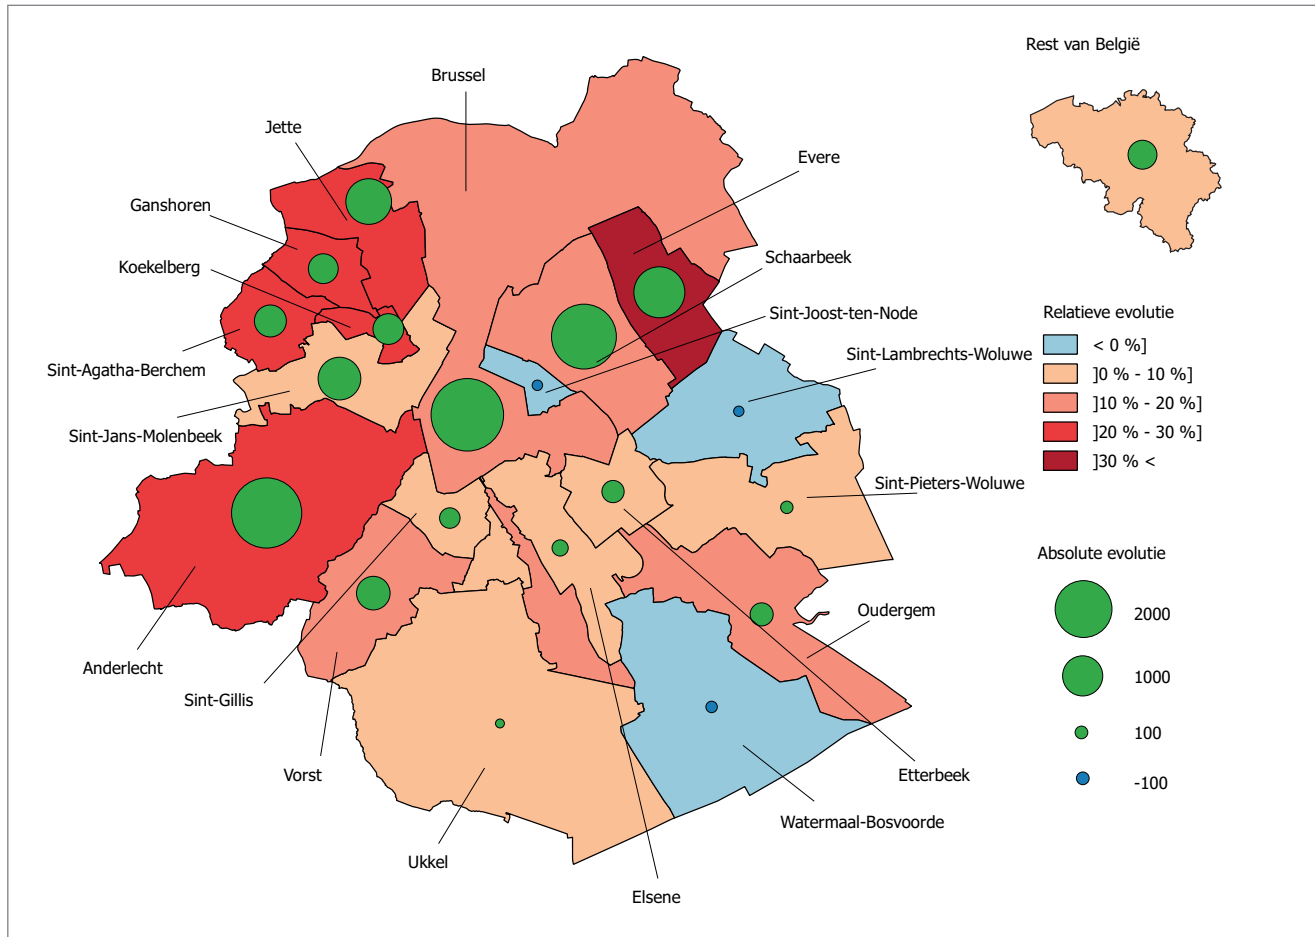 Rest van België
Brussel
Jette
Evere
Ganshoren
Schaarbeek
Koekelberg
Sint-Joost-ten-Node
Relatieve evolutie
< 0 %]
]0 % - 10 %]
]10 % - 20 %]
]20 % - 30 %]
]30 % <
Sint-Lambrechts-Woluwe
Sint-Agatha-Berchem
Sint-Jans-Molenbeek
Sint-Pieters-Woluwe
Absolute evolutie
2000
1000
100
-100
Oudergem
Anderlecht
Sint-Gillis
Vorst
Etterbeek
Watermaal-Bosvoorde
Ukkel
Elsene